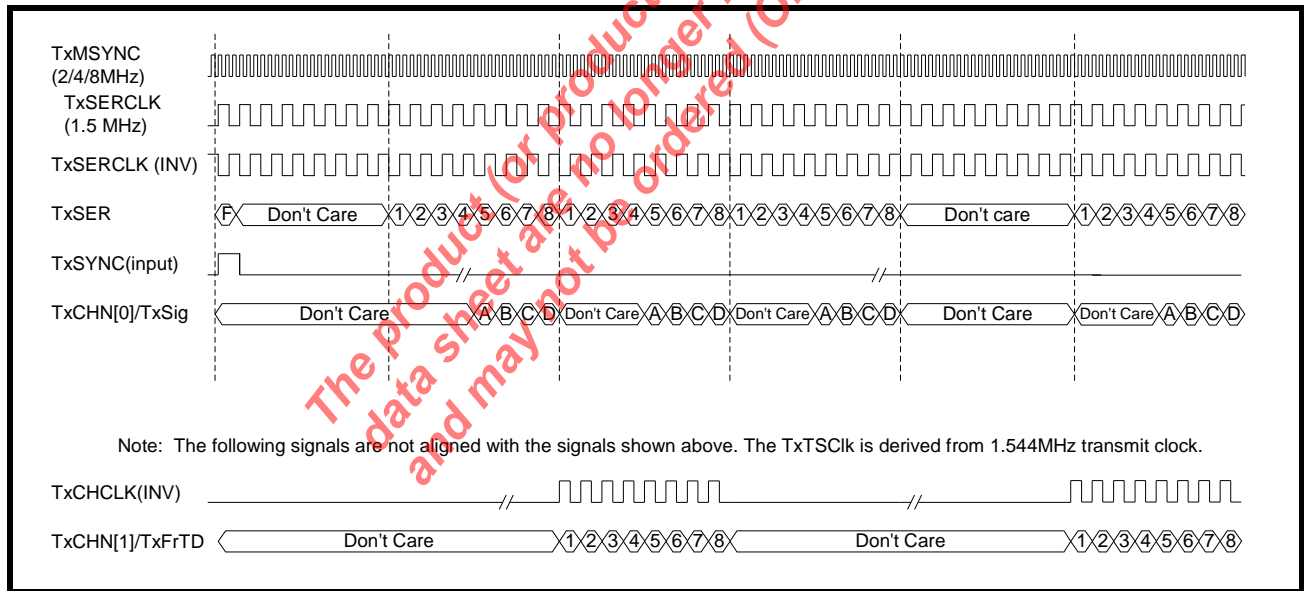 TxMSYNC
(2/4/8MHz)
TxSERCLK
(1.5 MHz)
TxSERCLK (INV)
TxSER F Don't Care 1 2 3 4 5 6 7 8 1 2 3 4 5 6 7 8 1 2 3 4 5 6 7 8 Don't care 1 2 3 4 5 6 7 8
TxSYNC(input) // //
TxCHN[0]/TxSig Don't Care A B C D Don't Care A B C D Don't Care A B C D Don't Care Don't Care A B C D
Note: The following signals are not aligned with the signals shown above. The TxTSClk is derived from 1.544MHz transmit clock.
TxCHCLK(INV) // //
TxCHN[1]/TxFrTD Don't Care 1 2 3 4 5 6 7 8 Don't Care 1 2 3 4 5 6 7 8
The product (or product
data sheet are no longer
and may not be ordered (O